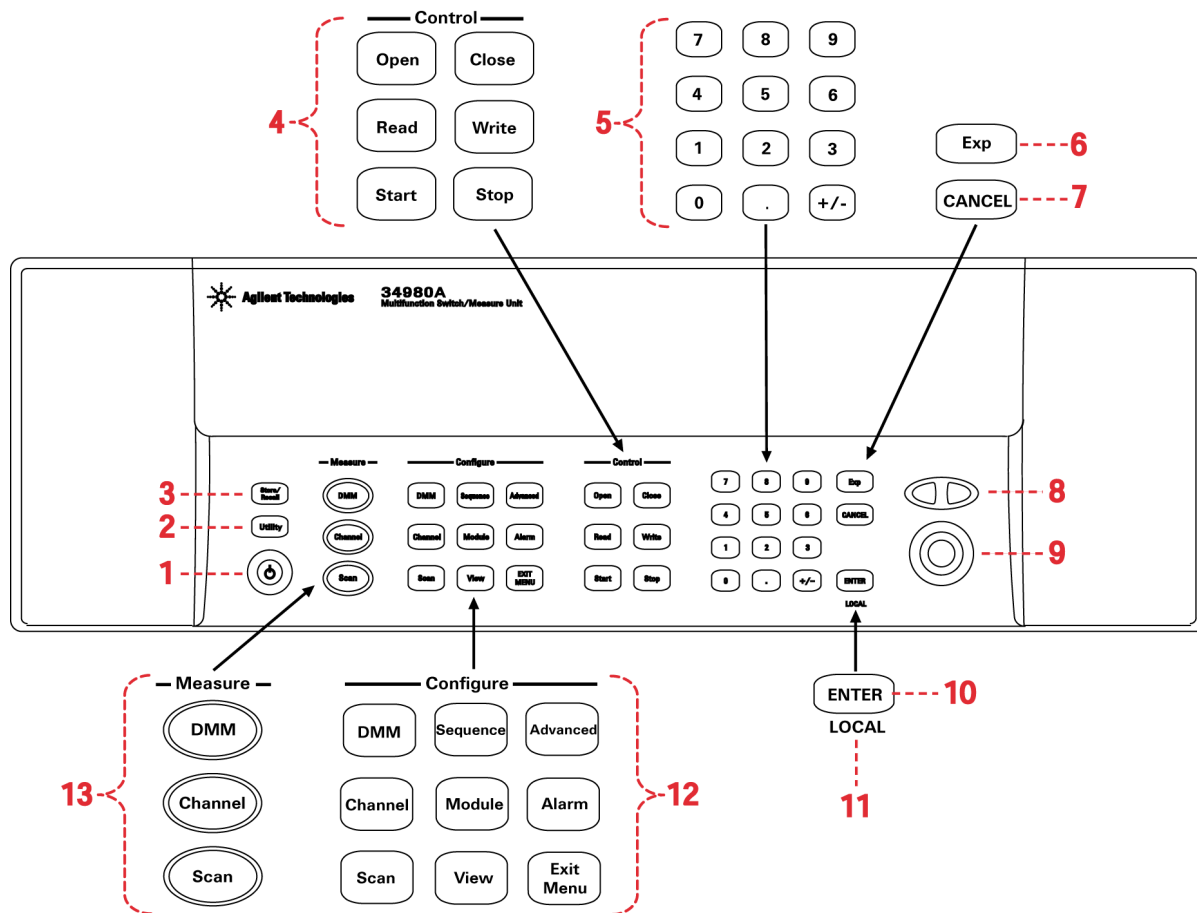 Control
Open Close
Read Write
Start Stop
4
7 8 9
4 5 6
1 2 3
0 . +/-
5
Exp
6
CANCEL
7
Agilent Technologies
34980A
Multifunction Switch/Measure Unit
3
Store/
Recall
2
Utility
1
Measure
DMM
Channel
Scan
Configure
DMM Sequence Advanced
Channel Module Alarm
Scan View EXIT
MENU
Control
Open Close
Read Write
Start Stop
7 8 9 Exp
4 5 6 CANCEL
1 2 3
0 . +/- ENTER
LOCAL
8
9
13
Measure
DMM
Channel
Scan
Configure
DMM Sequence Advanced
Channel Module Alarm
Scan View Exit
Menu
12
ENTER
10
LOCAL
11